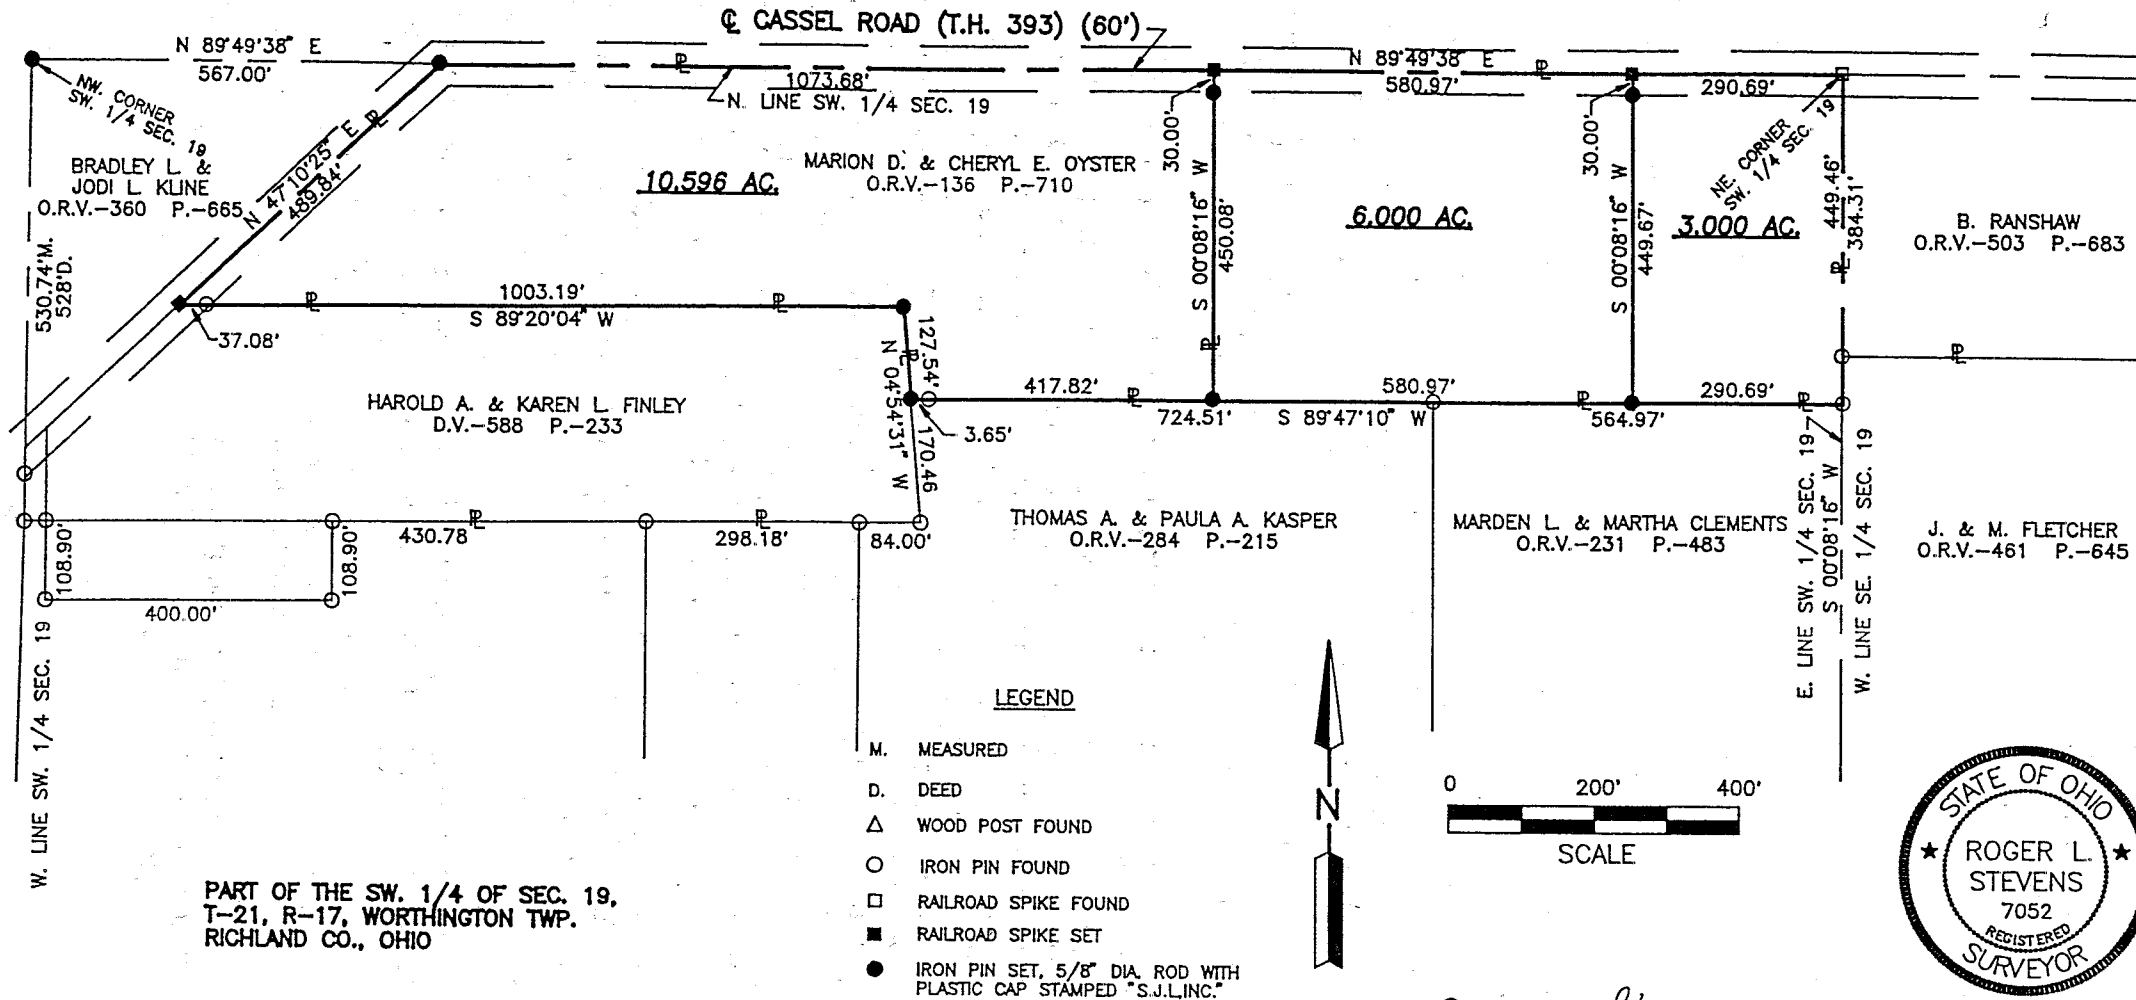 ℄ CASSEL ROAD (T.H. 393) (60')
N 89°49'38" E
567.00'
NW. CORNER
SW. 1/4 SEC. 19
1073.68'
N. LINE SW. 1/4 SEC. 19
N 89°49'38" E
580.97'
290.69'
30.00'
30.00'
NE. CORNER
SW. 1/4 SEC. 19
BRADLEY L. &
JODI L. KLINE
O.R.V.-360 P.-665
N 47°10'25" E
489.84'
10.596 AC.
MARION D. & CHERYL E. OYSTER
O.R.V.-136 P.-710
S 00°08'16" W
450.08'
6.000 AC.
S 00°08'16" W
449.67'
3.000 AC.
449.46'
384.31'
B. RANSHAW
O.R.V.-503 P.-683
530.74'M.
528'D.
1003.19'
S 89°20'04" W
37.08'
127.54'
N 04°54'31" W
170.46
3.65'
417.82'
724.51'
580.97'
S 89°47'10" W
564.97'
290.69'
HAROLD A. & KAREN L. FINLEY
D.V.-588 P.-233
THOMAS A. & PAULA A. KASPER
O.R.V.-284 P.-215
MARDEN L. & MARTHA CLEMENTS
O.R.V.-231 P.-483
J. & M. FLETCHER
O.R.V.-461 P.-645
E. LINE SW. 1/4 SEC. 19
S 00°08'16" W
W. LINE SE. 1/4 SEC. 19
108.90'
108.90'
400.00'
430.78
298.18'
84.00'
W. LINE SW. 1/4 SEC. 19
LEGEND
M. MEASURED
D. DEED
△ WOOD POST FOUND
○ IRON PIN FOUND
□ RAILROAD SPIKE FOUND
■ RAILROAD SPIKE SET
● IRON PIN SET, 5/8" DIA. ROD WITH
PLASTIC CAP STAMPED "S.J.L.INC."
N
0 200' 400'
SCALE
PART OF THE SW. 1/4 OF SEC. 19,
T-21, R-17, WORTHINGTON TWP.
RICHLAND CO., OHIO
STATE OF OHIO
ROGER L.
STEVENS
7052
REGISTERED
SURVEYOR